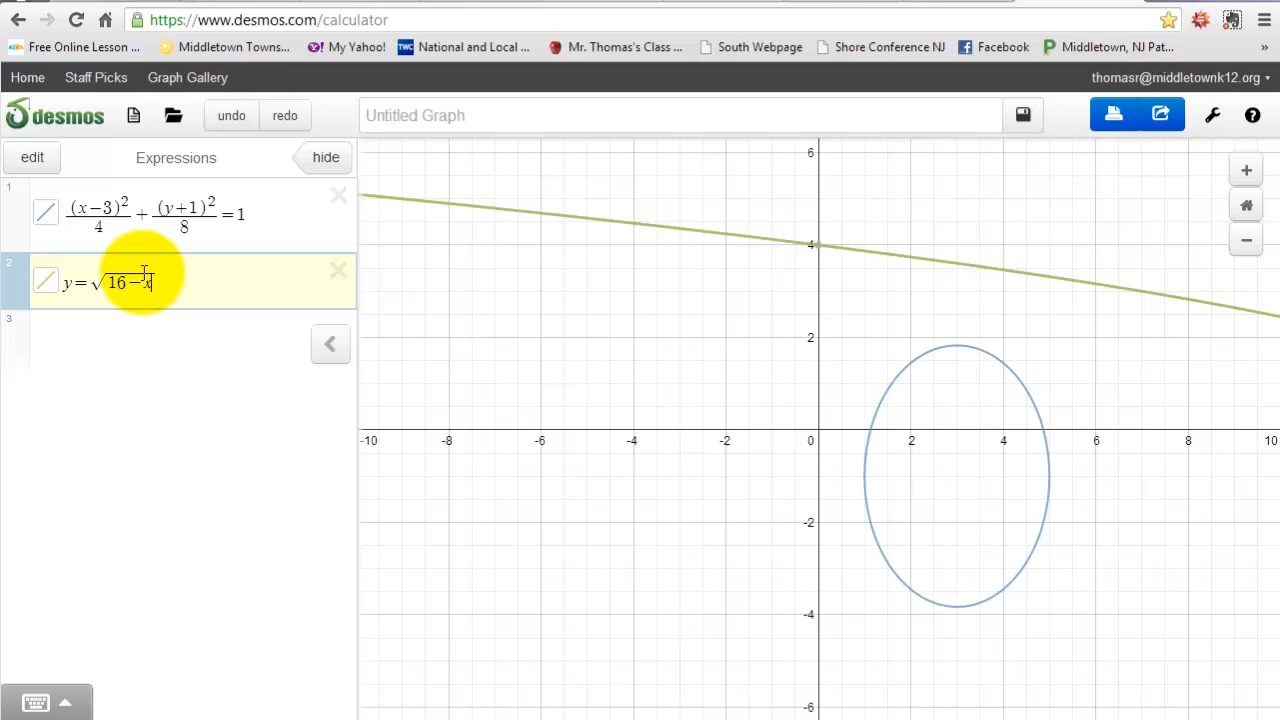 https://www.desmos.com/calculator
Free Online Lesson ... Middletown Towns... My Yahoo! TWC National and Local ... Mr. Thomas's Class ... South Webpage Shore Conference NJ Facebook Middletown, NJ Pat... »
Home Staff Picks Graph Gallery thomasr@middletownk12.org
desmos undo redo Untitled Graph
edit Expressions hide
1
(x−3)²/4 + (y+1)²/8 = 1
2
y=√16−x
3
6
4
2
-10 -8 -6 -4 -2 0 2 4 6 8 10
-2
-4
-6